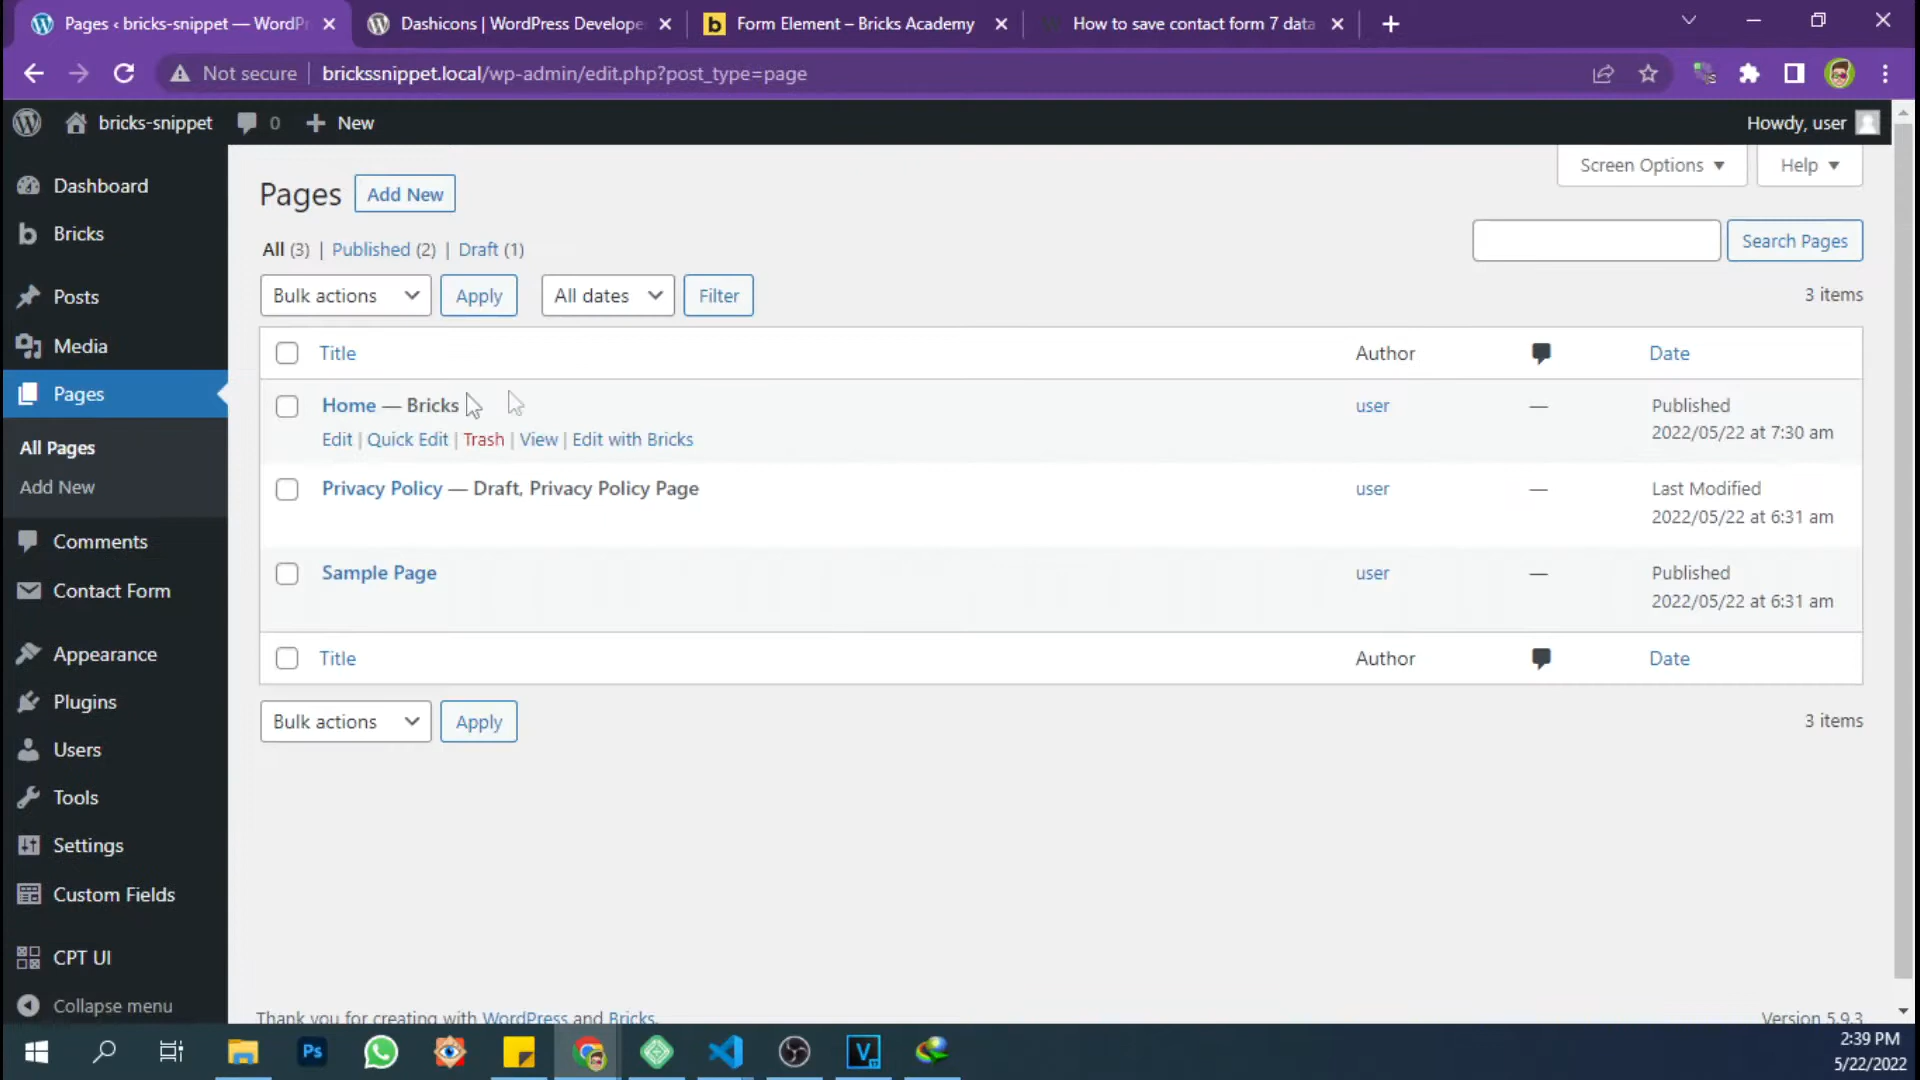 Pages ‹ bricks-snippet — WordPr
Dashicons | WordPress Develope
Form Element – Bricks Academy
How to save contact form 7 data
Not secure
brickssnippet.local/wp-admin/edit.php?post_type=page
bricks-snippet
0
New
Howdy, user
Dashboard
Bricks
Posts
Media
Pages
All Pages
Add New
Comments
Contact Form
Appearance
Plugins
Users
Tools
Settings
Custom Fields
CPT UI
Collapse menu
Screen Options
Help
Pages
Add New
All (3) | Published (2) | Draft (1)
Search Pages
Bulk actions
Apply
All dates
Filter
3 items
Title
Author
Date
Home — Bricks
Edit | Quick Edit | Trash | View | Edit with Bricks
user
—
Published
2022/05/22 at 7:30 am
Privacy Policy — Draft, Privacy Policy Page
user
—
Last Modified
2022/05/22 at 6:31 am
Sample Page
user
—
Published
2022/05/22 at 6:31 am
Title
Author
Date
Bulk actions
Apply
3 items
Thank you for creating with WordPress and Bricks.
Version 5.9.3
Ps
V
2:39 PM
5/22/2022